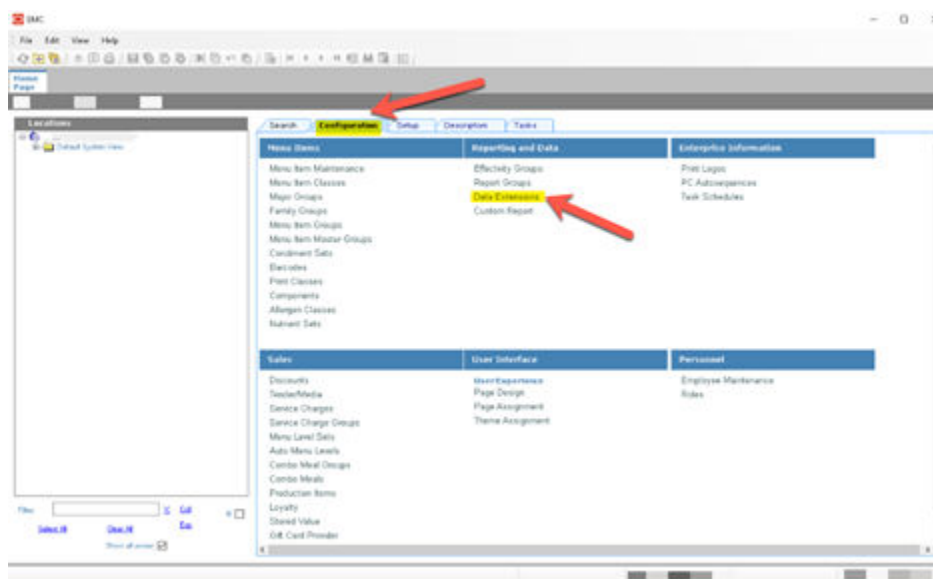 EMC
File Edit View Help
Home Page
Locations
Default System View
Search Configuration Setup Description Tasks
Menu Items
Menu Item Maintenance
Menu Item Classes
Major Groups
Family Groups
Menu Item Groups
Menu Item Master Groups
Condiment Sets
Barcodes
Print Classes
Components
Allergen Classes
Nutrient Sets
Reporting and Data
Effectivity Groups
Report Groups
Data Extensions
Custom Report
Enterprise Information
Print Logos
PC Autosequences
Task Schedules
Sales
Discounts
Tender/Media
Service Charges
Service Charge Groups
Menu Level Sets
Auto Menu Levels
Combo Meal Groups
Combo Meals
Production Items
Loyalty
Stored Value
Gift Card Provider
User Interface
User Experience
Page Design
Page Assignment
Theme Assignment
Personnel
Employee Maintenance
Roles
Filter
Select All Clear All
Exp